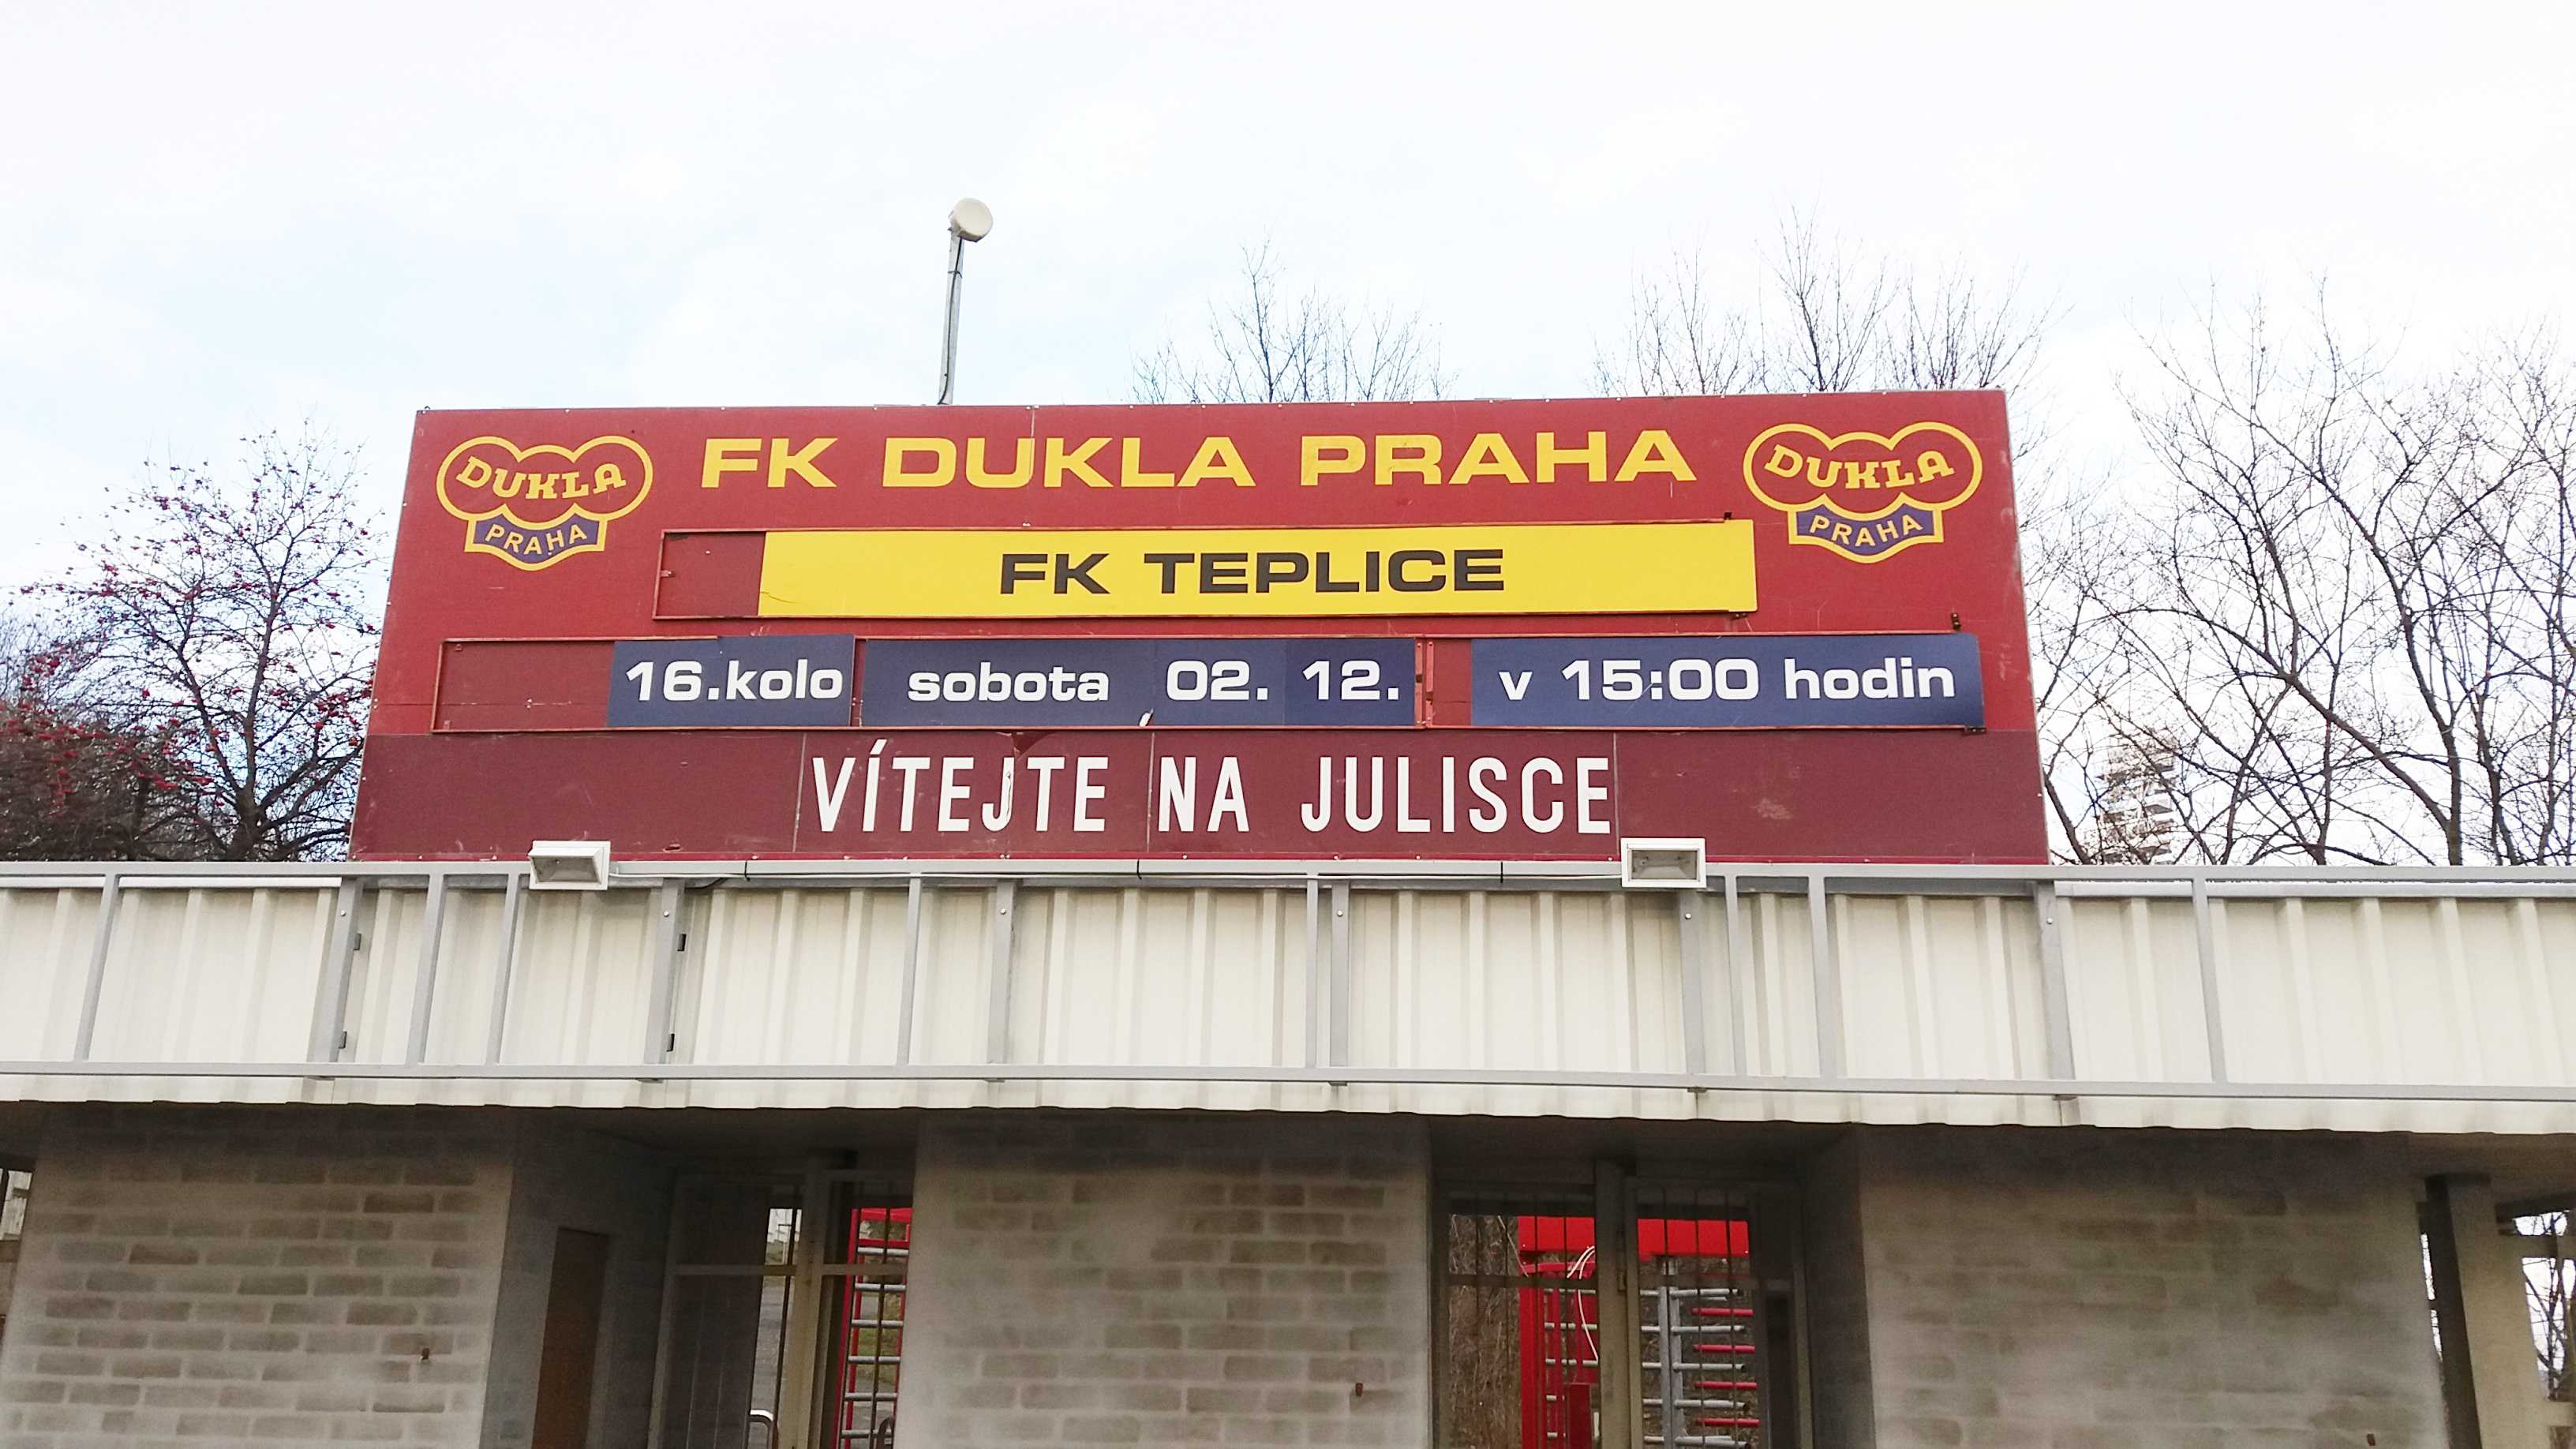 DUKLA
PRAHA
FK DUKLA PRAHA
DUKLA
PRAHA
FK TEPLICE
16.kolo sobota 02. 12. v 15:00 hodin
VÍTEJTE NA JULISCE